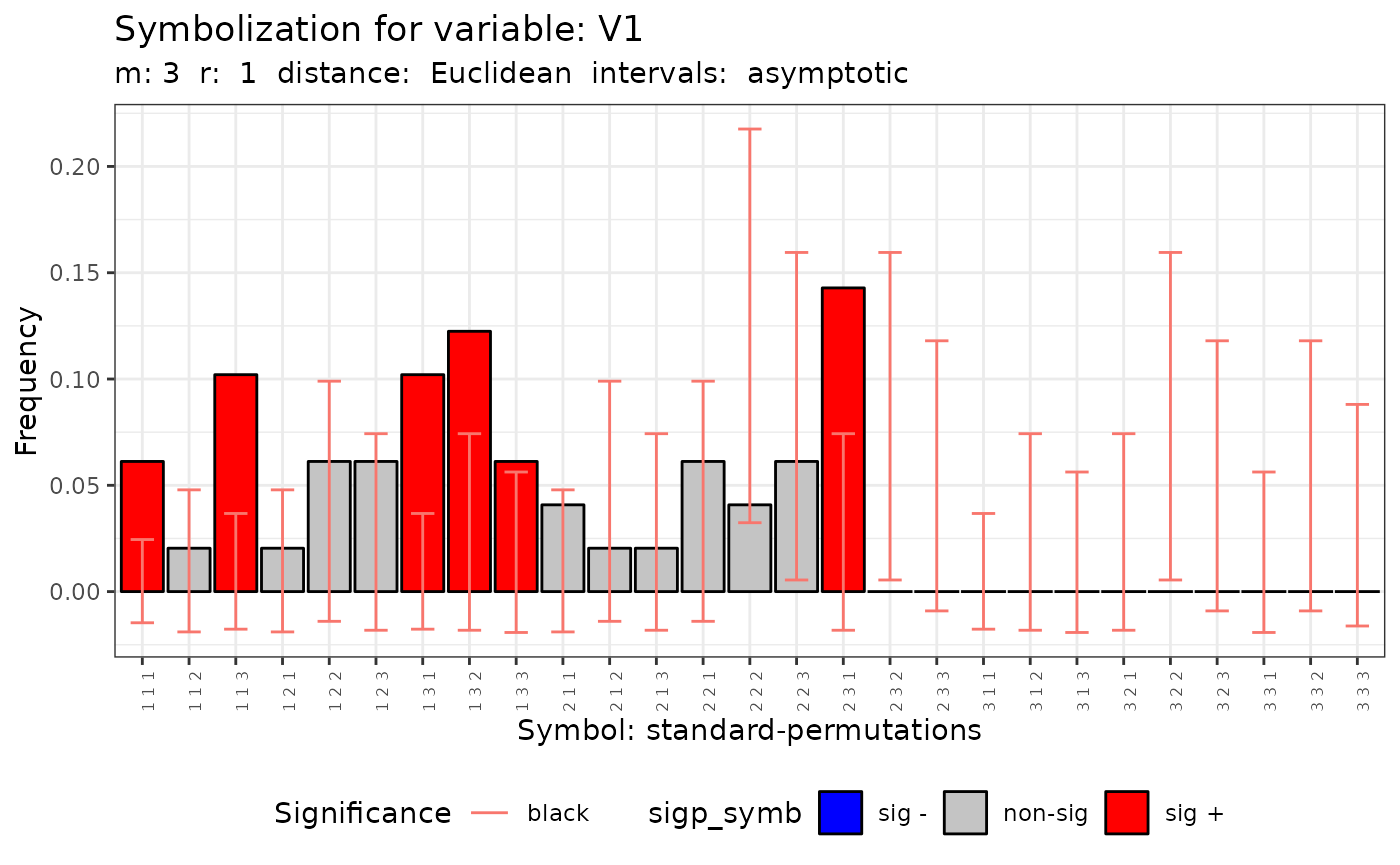 Symbolization for variable: V1
m: 3 r: 1 distance: Euclidean intervals: asymptotic
Frequency
0.20
0.15
0.10
0.05
0.00
1 1 1
1 1 2
1 1 3
1 2 1
1 2 2
1 2 3
1 3 1
1 3 2
1 3 3
2 1 1
2 1 2
2 1 3
2 2 1
2 2 2
2 2 3
2 3 1
2 3 2
2 3 3
3 1 1
3 1 2
3 1 3
3 2 1
3 2 2
3 2 3
3 3 1
3 3 2
3 3 3
Symbol: standard-permutations
Significance black sigp_symb sig - non-sig sig +